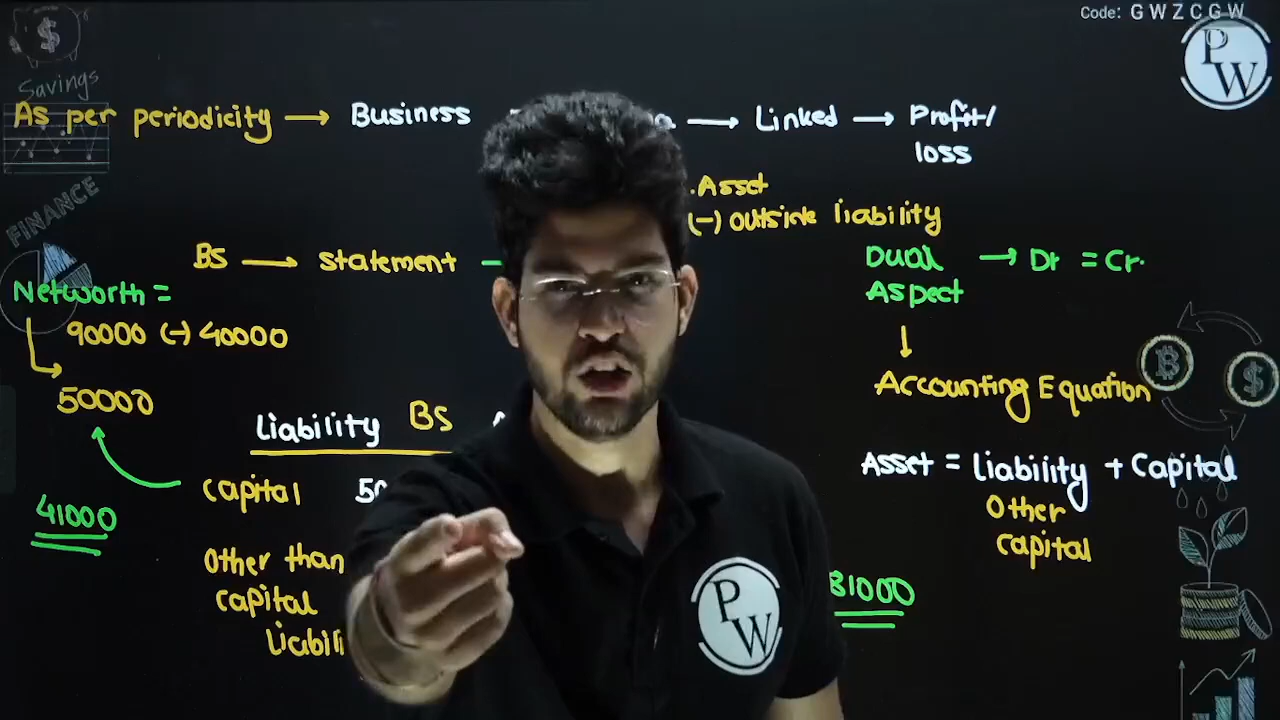 Code: G W Z C G W
P
W
Savings
As per periodicity → Business → Linked → Profit/
loss
FINANCE
Asset
(-) outside liability
BS → statement –
Dual → Dr = Cr.
Aspect
Networth =
90000 (-) 40000
50000
Accounting Equation
Liability BS
Asset = Liability + Capital
Other
capital
capital
41000
Other than
capital
P
W